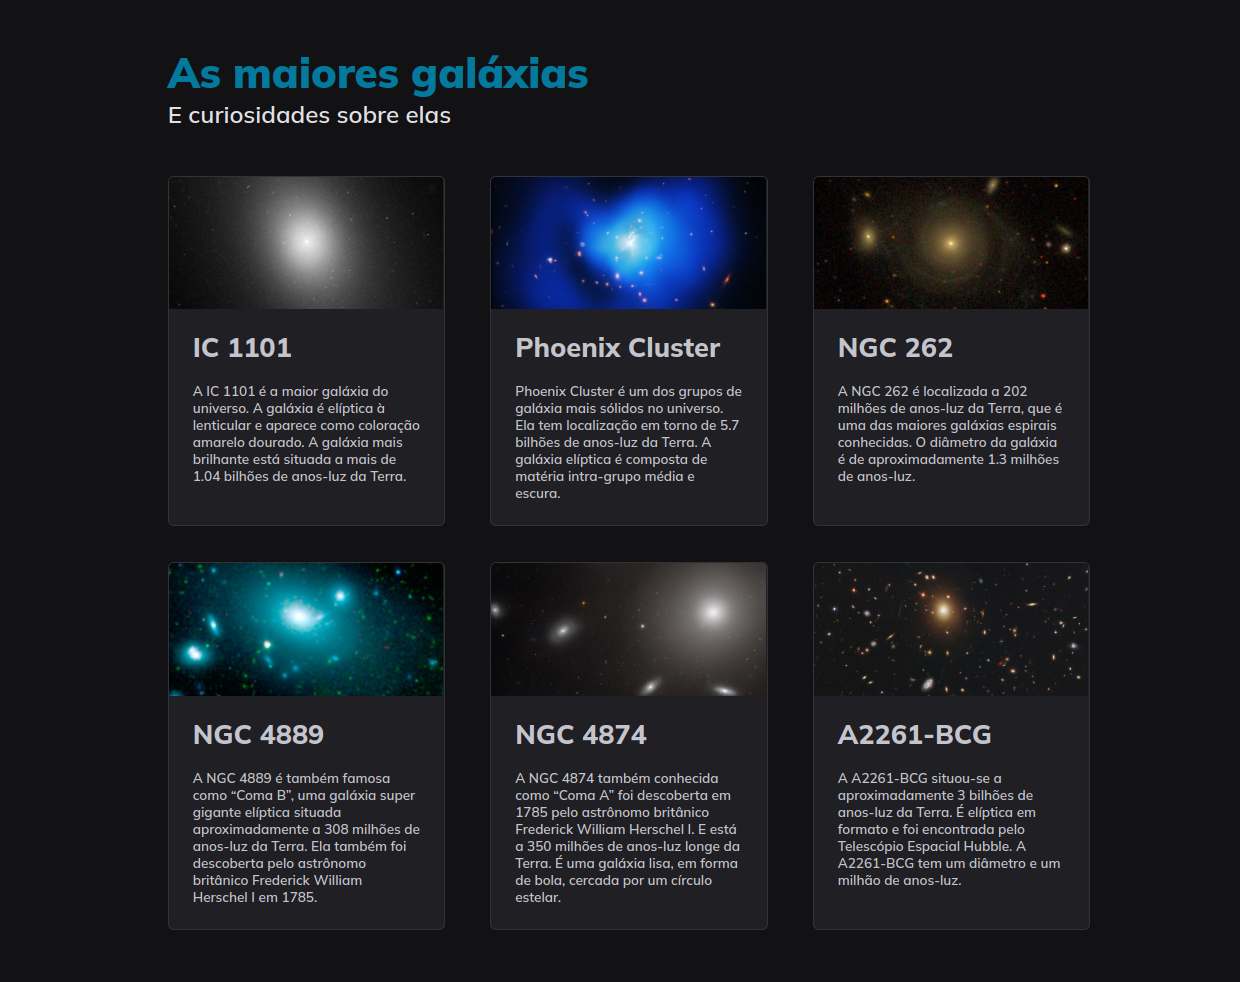 As maiores galáxias
E curiosidades sobre elas
IC 1101
A IC 1101 é a maior galáxia do
universo. A galáxia é elíptica à
lenticular e aparece como coloração
amarelo dourado. A galáxia mais
brilhante está situada a mais de
1.04 bilhões de anos-luz da Terra.
Phoenix Cluster
Phoenix Cluster é um dos grupos de
galáxia mais sólidos no universo.
Ela tem localização em torno de 5.7
bilhões de anos-luz da Terra. A
galáxia elíptica é composta de
matéria intra-grupo média e
escura.
NGC 262
A NGC 262 é localizada a 202
milhões de anos-luz da Terra, que é
uma das maiores galáxias espirais
conhecidas. O diâmetro da galáxia
é de aproximadamente 1.3 milhões
de anos-luz.
NGC 4889
A NGC 4889 é também famosa
como “Coma B”, uma galáxia super
gigante elíptica situada
aproximadamente a 308 milhões de
anos-luz da Terra. Ela também foi
descoberta pelo astrônomo
britânico Frederick William
Herschel I em 1785.
NGC 4874
A NGC 4874 também conhecida
como “Coma A” foi descoberta em
1785 pelo astrônomo britânico
Frederick William Herschel I. E está
a 350 milhões de anos-luz longe da
Terra. É uma galáxia lisa, em forma
de bola, cercada por um círculo
estelar.
A2261-BCG
A A2261-BCG situou-se a
aproximadamente 3 bilhões de
anos-luz da Terra. É elíptica em
formato e foi encontrada pelo
Telescópio Espacial Hubble. A
A2261-BCG tem um diâmetro e um
milhão de anos-luz.